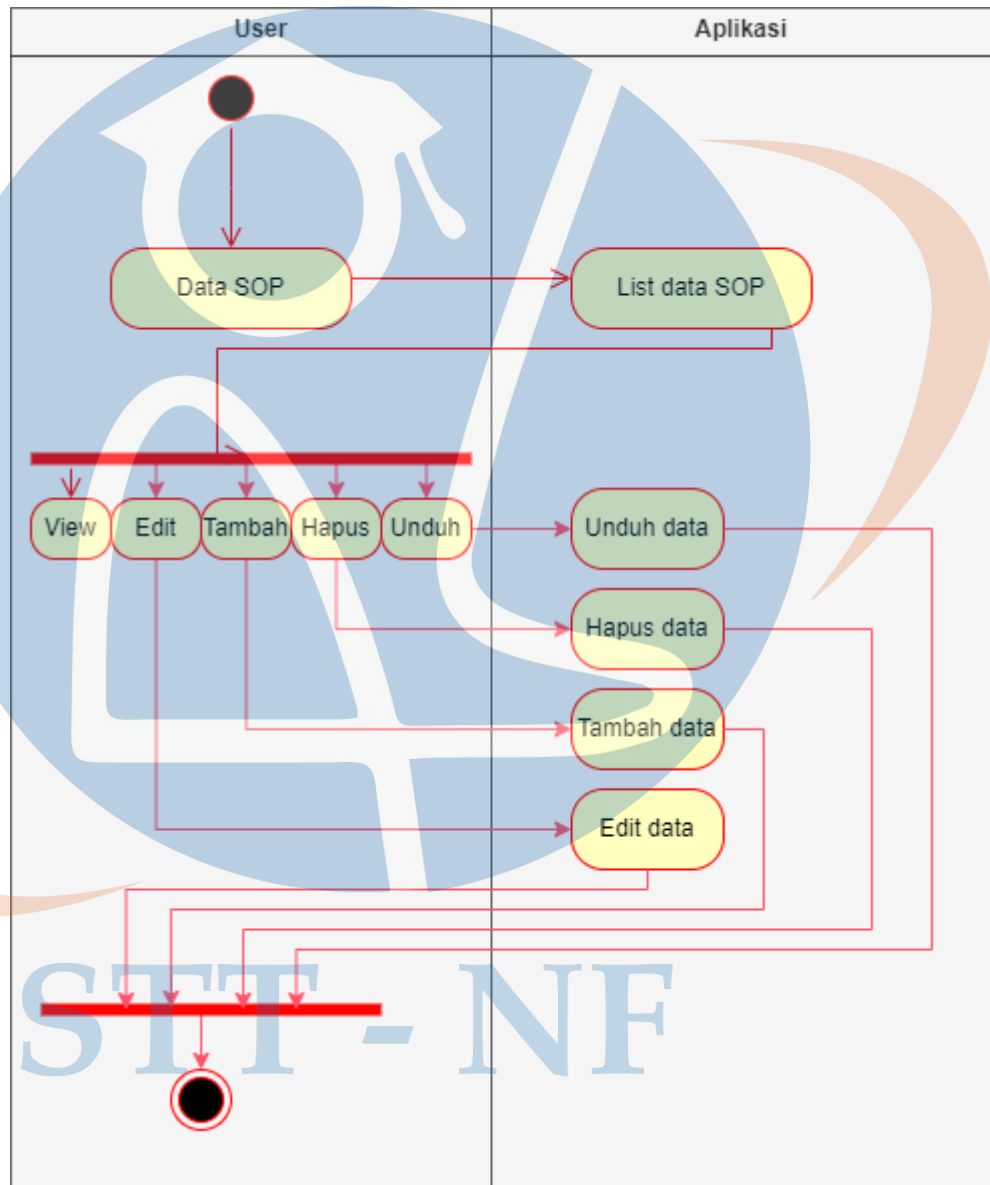 User
Aplikasi
Data SOP
List data SOP
View
Edit
Tambah
Hapus
Unduh
Unduh data
Hapus data
Tambah data
Edit data
STT - NF